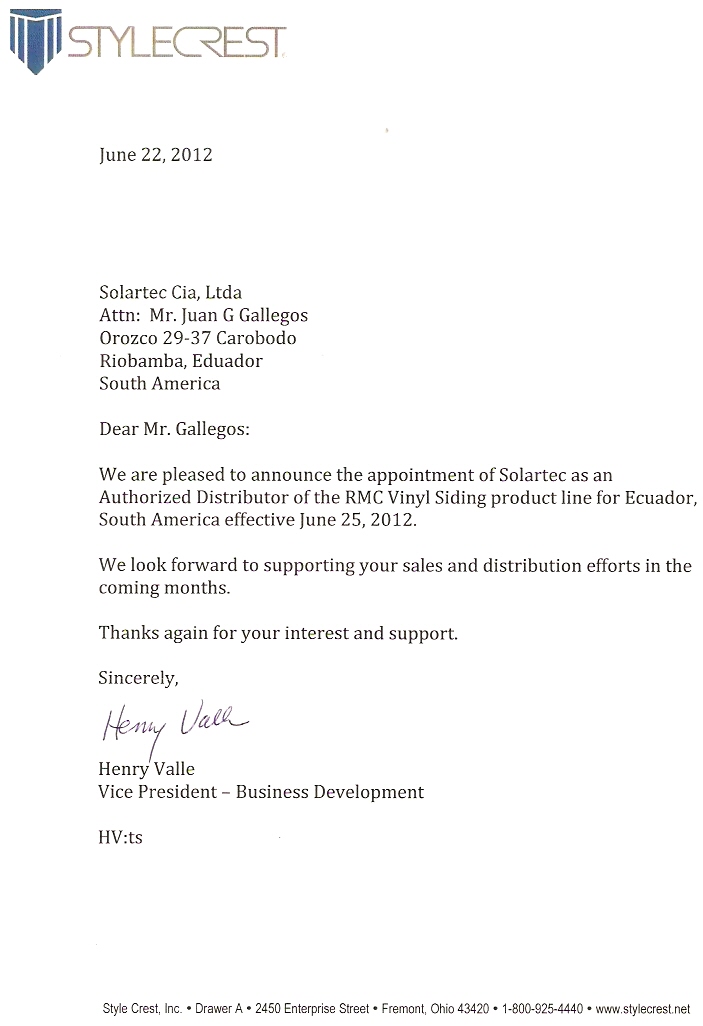 STYLECREST
June 22, 2012
Solartec Cia, Ltda
Attn: Mr. Juan G Gallegos
Orozco 29-37 Carobodo
Riobamba, Eduador
South America
Dear Mr. Gallegos:
We are pleased to announce the appointment of Solartec as an
Authorized Distributor of the RMC Vinyl Siding product line for Ecuador,
South America effective June 25, 2012.
We look forward to supporting your sales and distribution efforts in the
coming months.
Thanks again for your interest and support.
Sincerely,
Henry Valle
Henry Valle
Vice President – Business Development
HV:ts
Style Crest, Inc. • Drawer A • 2450 Enterprise Street • Fremont, Ohio 43420 • 1-800-925-4440 • www.stylecrest.net